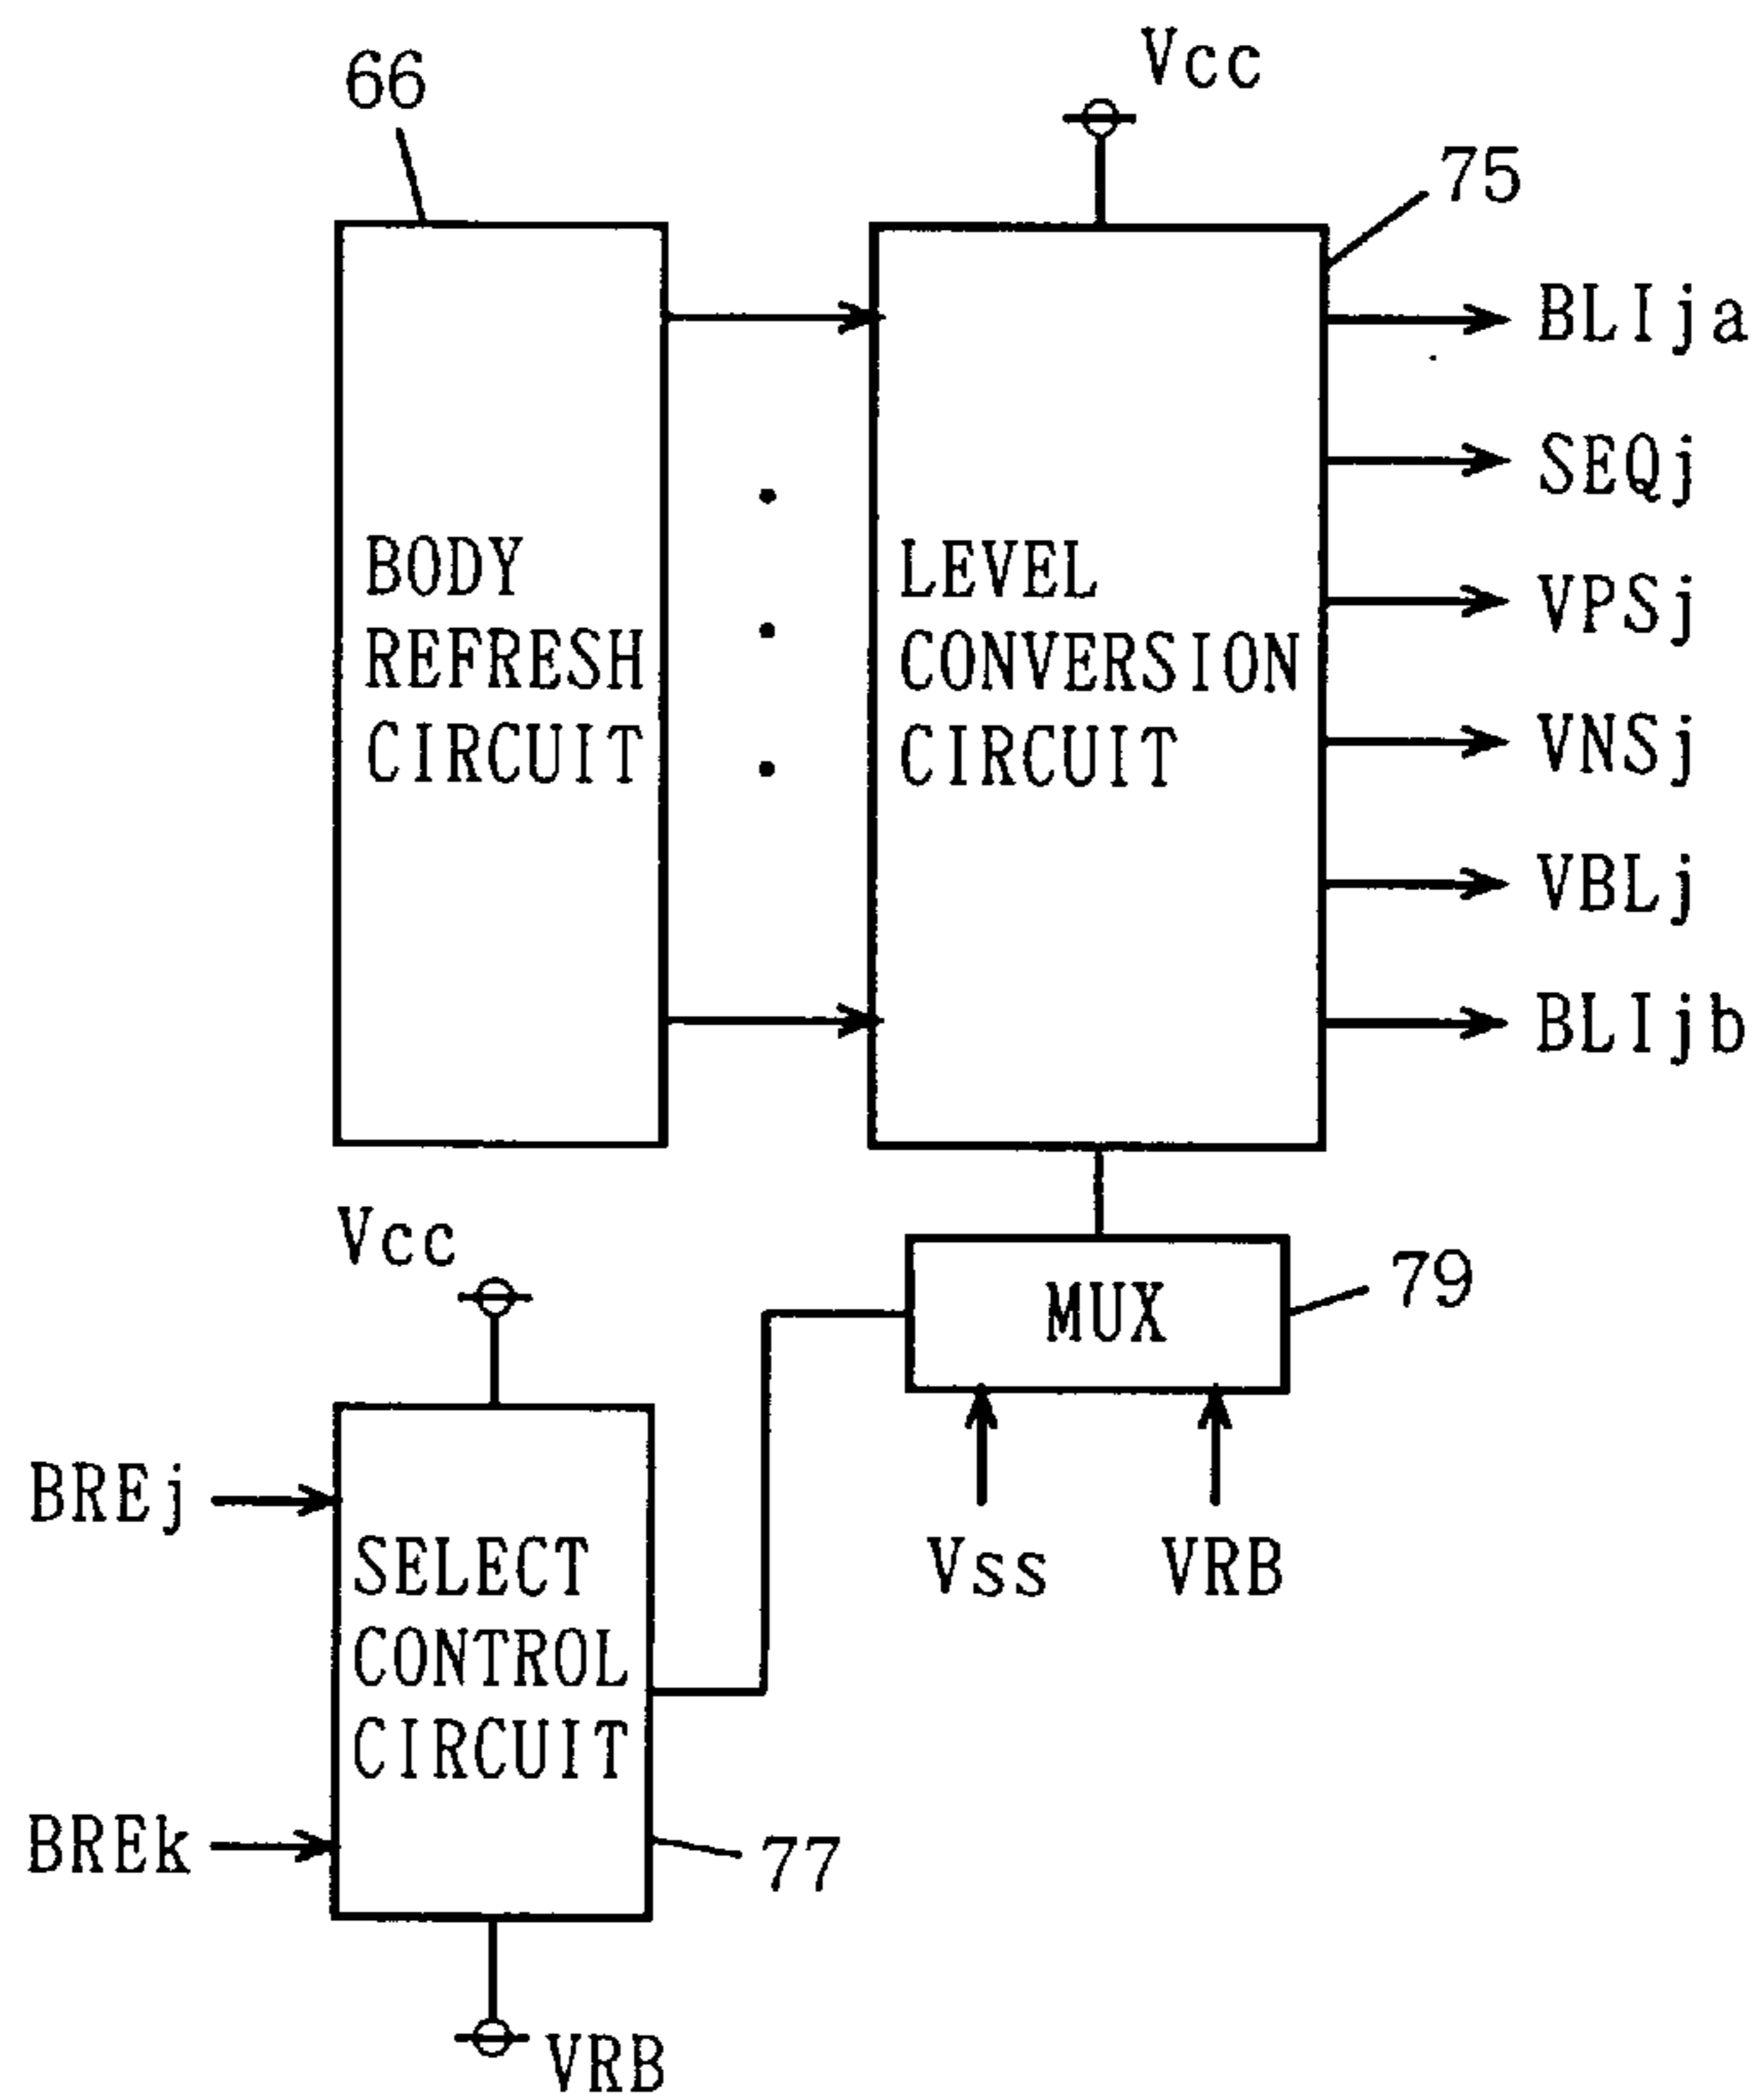 66
Vcc
75
BODY
REFRESH
CIRCUIT
LEVEL
CONVERSION
CIRCUIT
BLIja
SEQj
VPSj
VNSj
VBLj
BLIjb
Vcc
MUX
79
Vss
VRB
BREj
SELECT
CONTROL
CIRCUIT
BREk
77
VRB